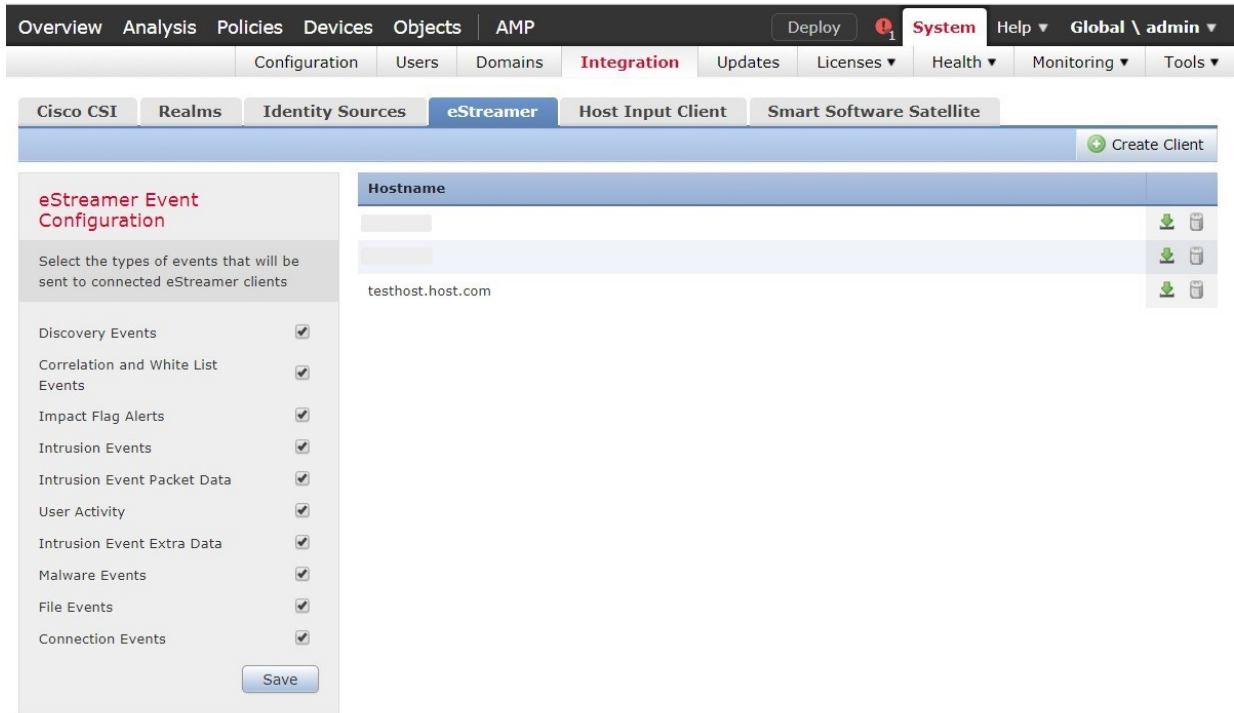 Overview Analysis Policies Devices Objects AMP Deploy 1 System Help ▾ Global \ admin ▾
Configuration Users Domains Integration Updates Licenses ▾ Health ▾ Monitoring ▾ Tools ▾
Cisco CSI Realms Identity Sources eStreamer Host Input Client Smart Software Satellite
Create Client
eStreamer Event
Configuration
Select the types of events that will be
sent to connected eStreamer clients
Discovery Events
Correlation and White List
Events
Impact Flag Alerts
Intrusion Events
Intrusion Event Packet Data
User Activity
Intrusion Event Extra Data
Malware Events
File Events
Connection Events
Save
Hostname
testhost.host.com